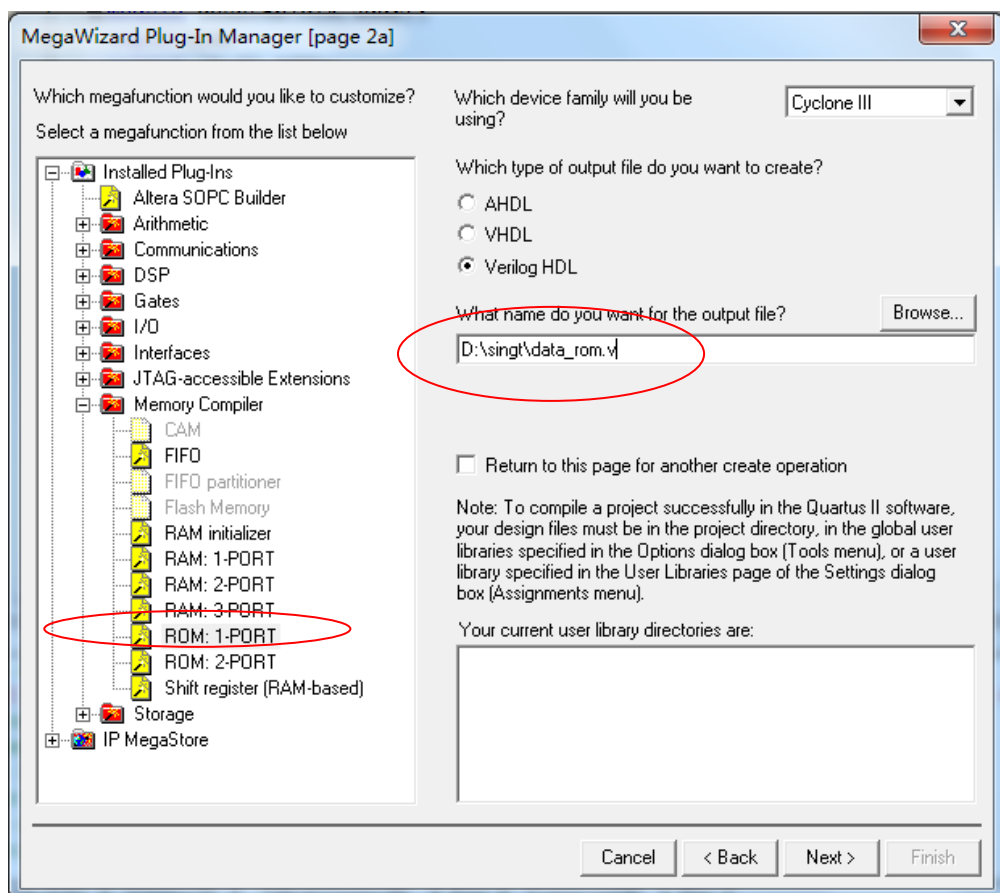 MegaWizard Plug-In Manager [page 2a]
Which megafunction would you like to customize?
Select a megafunction from the list below
Installed Plug-Ins
Altera SOPC Builder
Arithmetic
Communications
DSP
Gates
I/O
Interfaces
JTAG-accessible Extensions
Memory Compiler
CAM
FIFO
FIFO partitioner
Flash Memory
RAM initializer
RAM: 1-PORT
RAM: 2-PORT
RAM: 3-PORT
ROM: 1-PORT
ROM: 2-PORT
Shift register (RAM-based)
Storage
IP MegaStore
Which device family will you be
using?
Cyclone III
Which type of output file do you want to create?
AHDL
VHDL
Verilog HDL
What name do you want for the output file?
Browse...
D:\singt\data_rom.v
Return to this page for another create operation
Note: To compile a project successfully in the Quartus II software,
your design files must be in the project directory, in the global user
libraries specified in the Options dialog box (Tools menu), or a user
library specified in the User Libraries page of the Settings dialog
box (Assignments menu).
Your current user library directories are:
Cancel
< Back
Next >
Finish